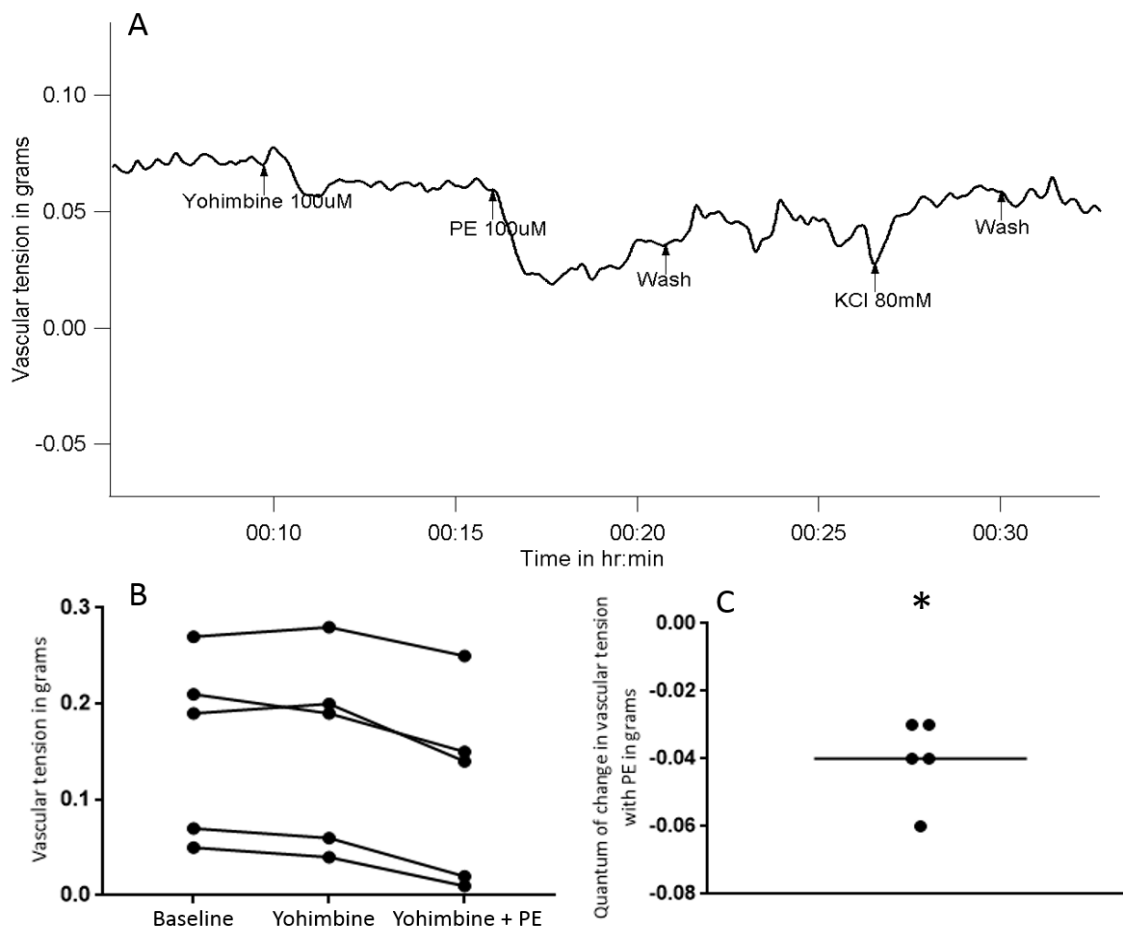 A
Vascular tension in grams
0.10
0.05
0.00
-0.05
Yohimbine 100uM
PE 100uM
Wash
KCl 80mM
Wash
00:10 00:15 00:20 00:25 00:30
Time in hr:min
B
Vascular tension in grams
0.3
0.2
0.1
0.0
Baseline Yohimbine Yohimbine + PE
C
*
Quantum of change in vascular tension
with PE in grams
0.00
-0.02
-0.04
-0.06
-0.08